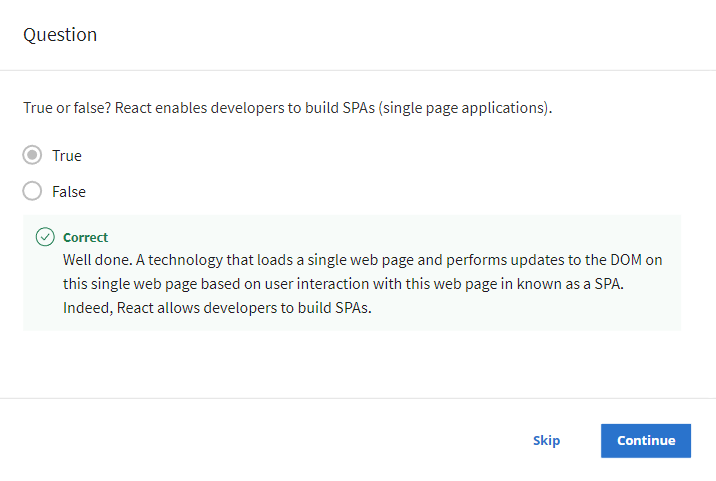 Question
True or false? React enables developers to build SPAs (single page applications).
True
False
Correct
Well done. A technology that loads a single web page and performs updates to the DOM on
this single web page based on user interaction with this web page in known as a SPA.
Indeed, React allows developers to build SPAs.
Skip
Continue